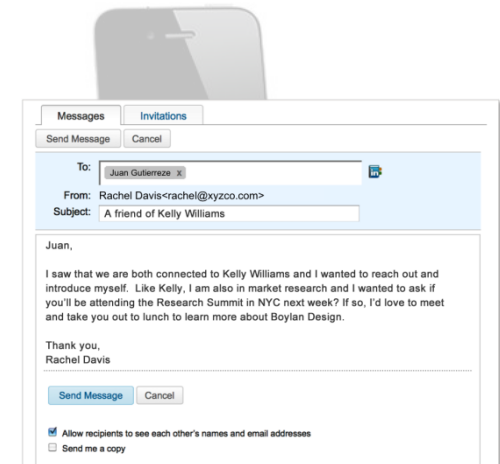 Messages Invitations
Send Message Cancel
To: Juan Gutierreze x
From: Rachel Davis<rachel@xyzco.com>
Subject: A friend of Kelly Williams
Juan,
I saw that we are both connected to Kelly Williams and I wanted to reach out and
introduce myself. Like Kelly, I am also in market research and I wanted to ask if
you'll be attending the Research Summit in NYC next week? If so, I'd love to meet
and take you out to lunch to learn more about Boylan Design.
Thank you,
Rachel Davis
Send Message Cancel
Allow recipients to see each other's names and email addresses
Send me a copy